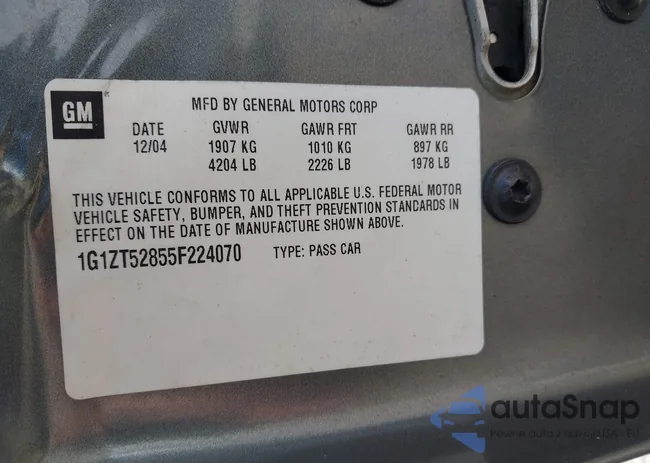 GM
MFD BY GENERAL MOTORS CORP
DATE GVWR GAWR FRT GAWR RR
12/04 1907 KG 1010 KG 897 KG
4204 LB 2226 LB 1978 LB
THIS VEHICLE CONFORMS TO ALL APPLICABLE U.S. FEDERAL MOTOR
VEHICLE SAFETY, BUMPER, AND THEFT PREVENTION STANDARDS IN
EFFECT ON THE DATE OF MANUFACTURE SHOWN ABOVE.
1G1ZT52855F224070 TYPE: PASS CAR
autaSnap